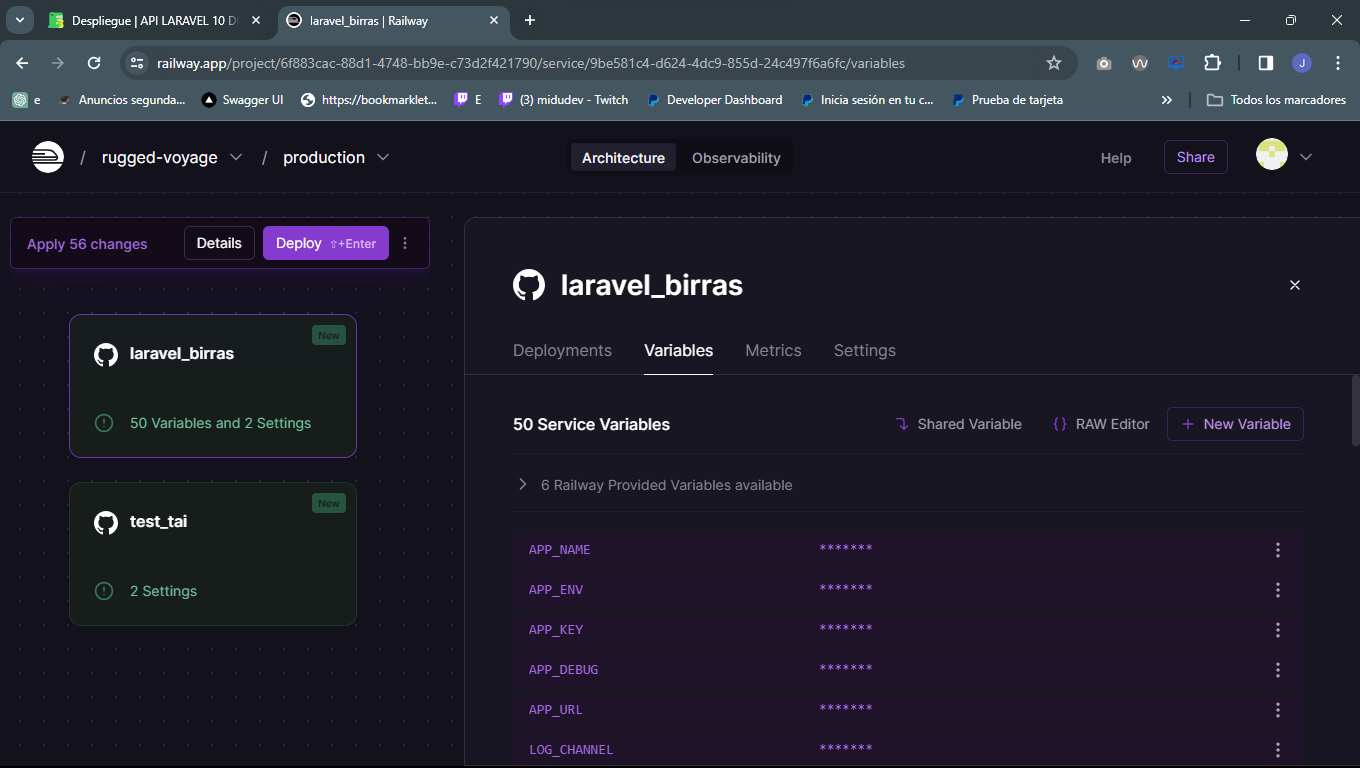 Despliegue | API LARAVEL 10 D
laravel_birras | Railway
railway.app/project/6f883cac-88d1-4748-bb9e-c73d2f421790/service/9be581c4-d624-4dc9-855d-24c497f6a6fc/variables
e
Anuncios segunda...
Swagger UI
https://bookmarklet...
E
(3) midudev - Twitch
Developer Dashboard
Inicia sesión en tu c...
Prueba de tarjeta
Todos los marcadores
J
/ rugged-voyage / production
Architecture Observability
Help Share
Apply 56 changes Details Deploy ⇧+Enter
New
laravel_birras
50 Variables and 2 Settings
New
test_tai
2 Settings
laravel_birras
Deployments Variables Metrics Settings
50 Service Variables Shared Variable {} RAW Editor + New Variable
6 Railway Provided Variables available
APP_NAME *******
APP_ENV *******
APP_KEY *******
APP_DEBUG *******
APP_URL *******
LOG_CHANNEL *******